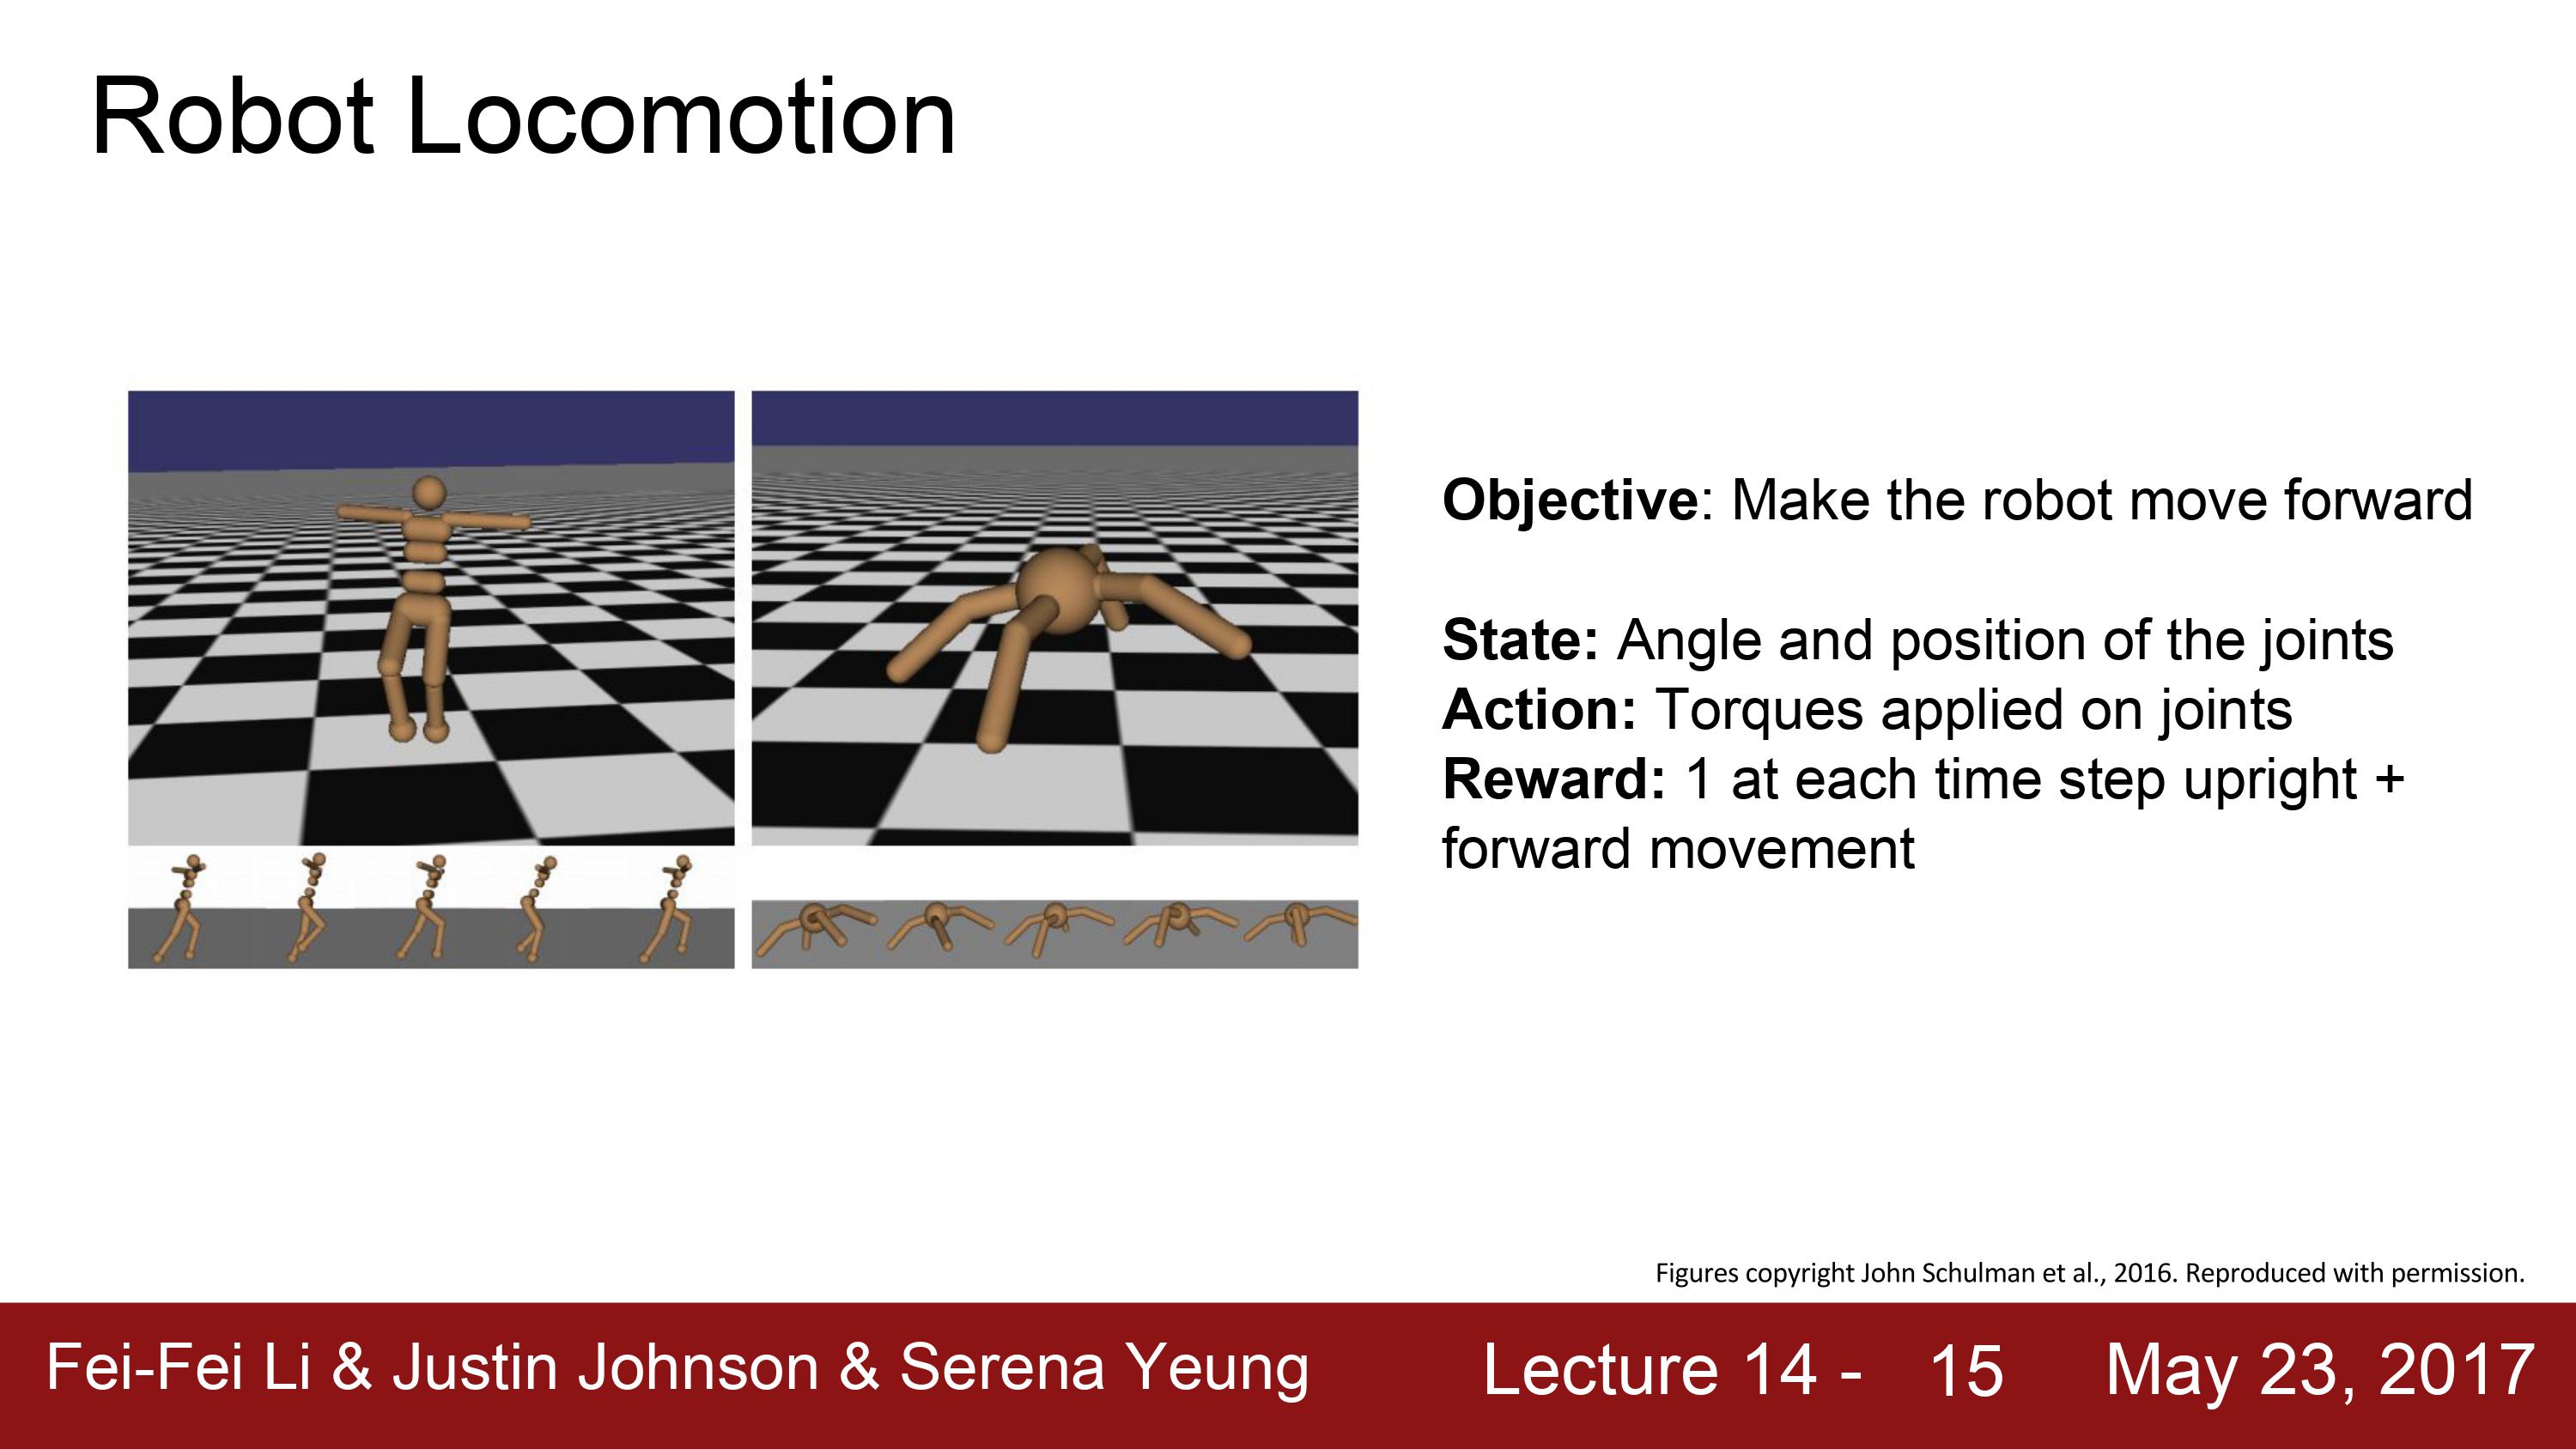 Robot Locomotion
Objective: Make the robot move forward
State: Angle and position of the joints
Action: Torques applied on joints
Reward: 1 at each time step upright +
forward movement
Figures copyright John Schulman et al., 2016. Reproduced with permission.
Fei-Fei Li & Justin Johnson & Serena Yeung Lecture 14 - 15 May 23, 2017